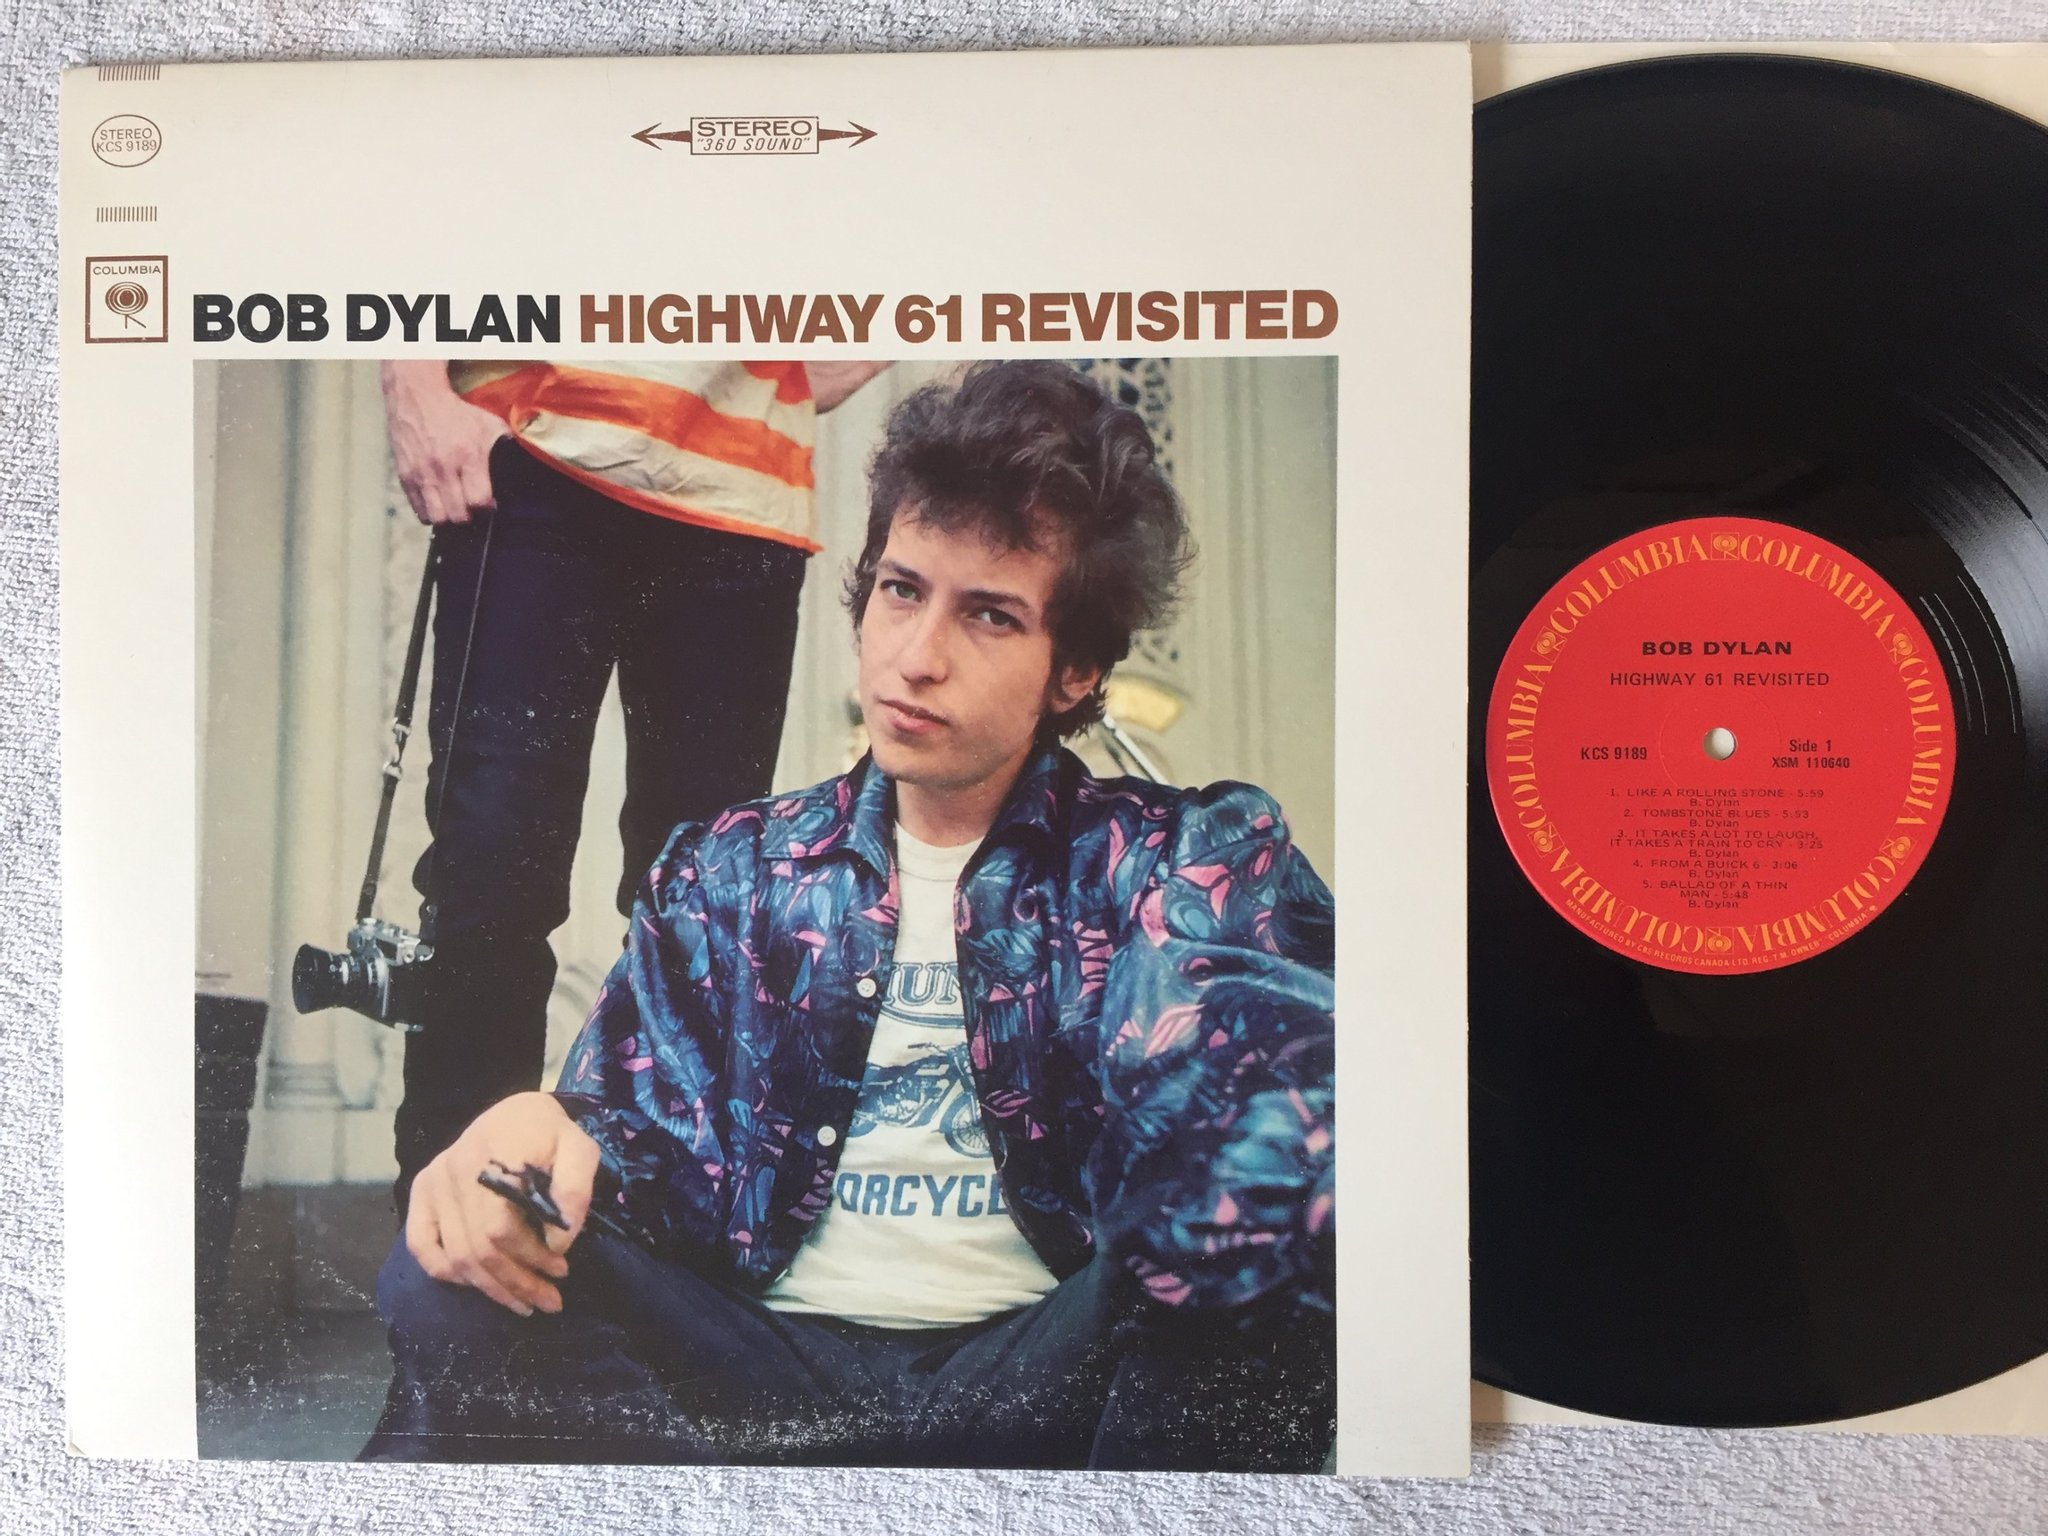 STEREO
KCS 9189
STEREO
"360 SOUND"
COLUMBIA
BOB DYLAN HIGHWAY 61 REVISITED
ORCYCL
COLUMBIA COLUMBIA COLUMBIA COLUMBIA COLUMBIA COLUMBIA
BOB DYLAN
HIGHWAY 61 REVISITED
KCS 9189
Side 1
XSM 110640
1. LIKE A ROLLING STONE - 5:59
B. Dylan
2. TOMBSTONE BLUES - 5:53
B. Dylan
3. IT TAKES A LOT TO LAUGH,
IT TAKES A TRAIN TO CRY - 3:25
B. Dylan
4. FROM A BUICK 6 - 3:06
B. Dylan
5. BALLAD OF A THIN
MAN - 5:48
B. Dylan
MANUFACTURED BY CBS RECORDS CANADA LTD. REG. T.M. OWNER "COLUMBIA"